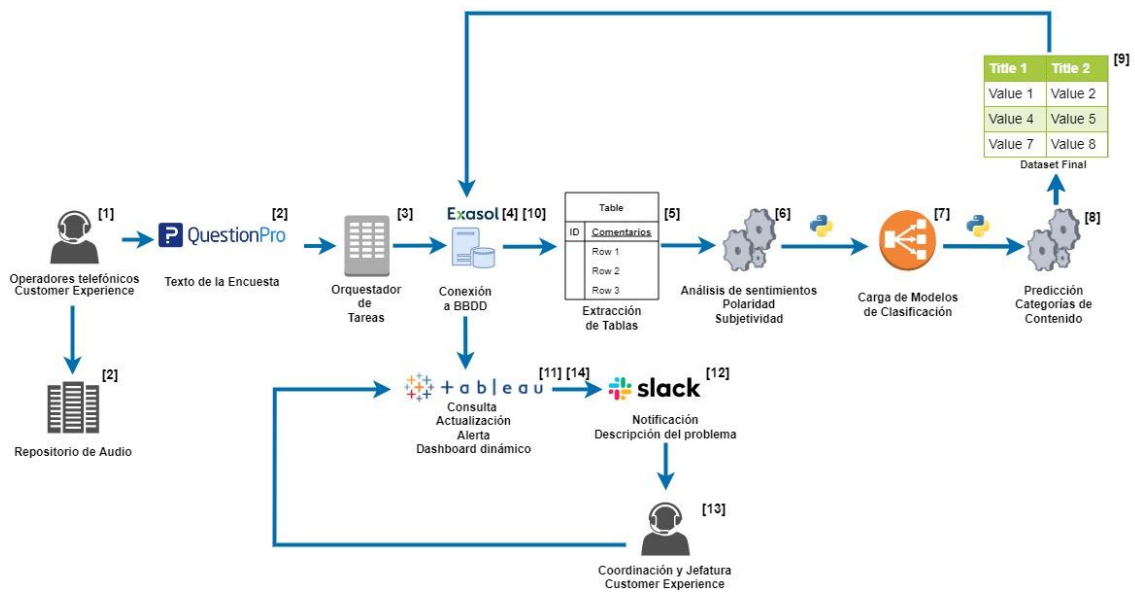 Title 1 Title 2 [9]
Value 1 Value 2
Value 4 Value 5
Value 7 Value 8
Dataset Final
[1]
Operadores telefónicos
Customer Experience
[2]
QuestionPro
Texto de la Encuesta
[3]
Orquestador
de
Tareas
Exasol [4] [10]
Conexión
a BBDD
Table [5]
ID Comentarios
Row 1
Row 2
Row 3
Extracción
de Tablas
[6]
Análisis de sentimientos
Polaridad
Subjetividad
[7]
Carga de Modelos
de Clasificación
[8]
Predicción
Categorías de
Contenido
[2]
Repositorio de Audio
+ableau [11] [14]
Consulta
Actualización
Alerta
Dashboard dinámico
slack [12]
Notificación
Descripción del problema
[13]
Coordinación y Jefatura
Customer Experience